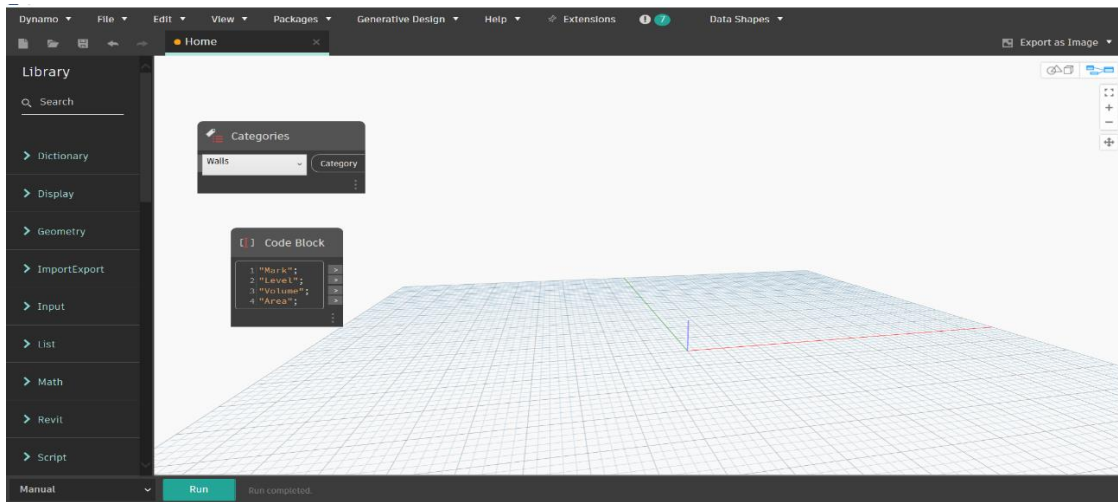 Dynamo File Edit View Packages Generative Design Help Extensions 7 Data Shapes
Home
Export as Image
Library
Search
Categories
Walls
Category
Dictionary
Display
Geometry
[ ] Code Block
1 "Mark";
2 "Level";
3 "Volume";
4 "Area";
ImportExport
Input
List
Math
Revit
Script
Manual
Run
Run completed.